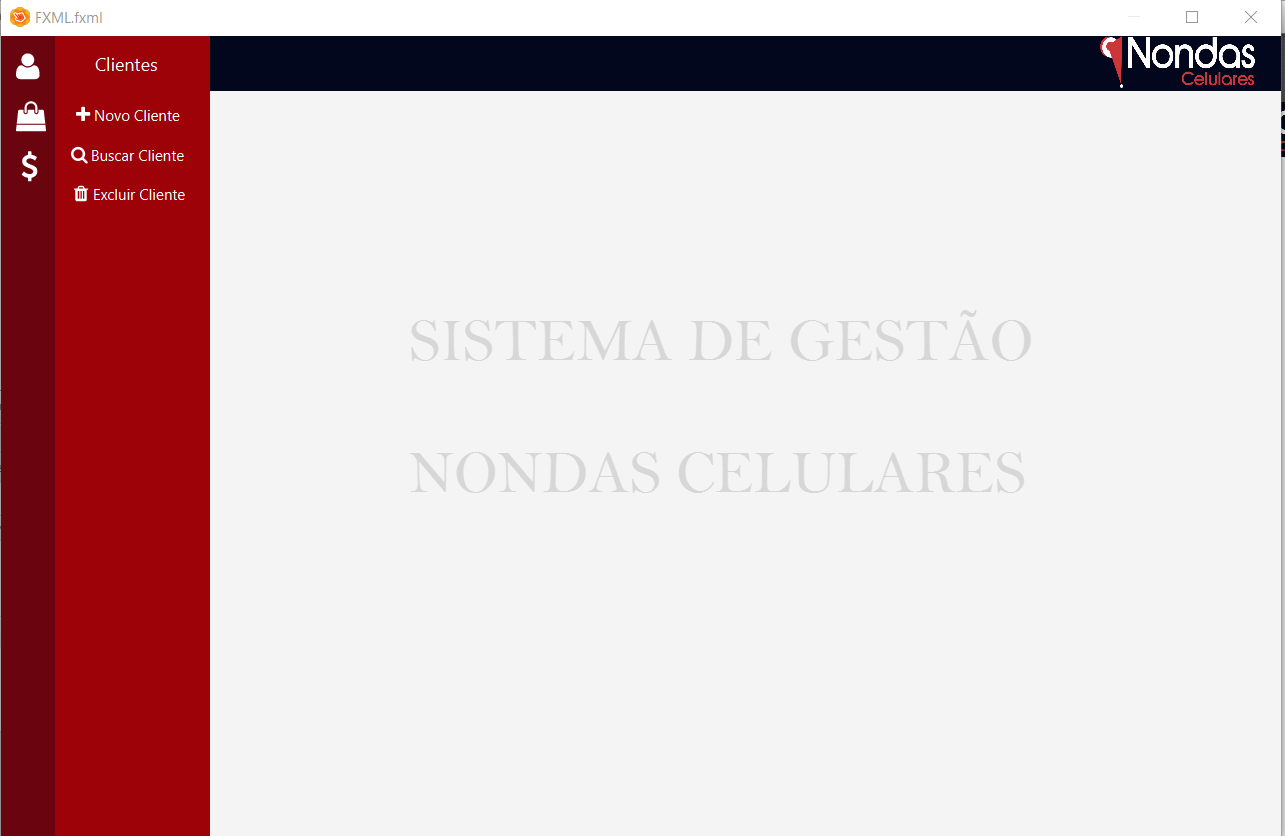 FXML.fxml
Nondas
Celulares
Clientes
Novo Cliente
Buscar Cliente
Excluir Cliente
$
SISTEMA DE GESTÃO
NONDAS CELULARES